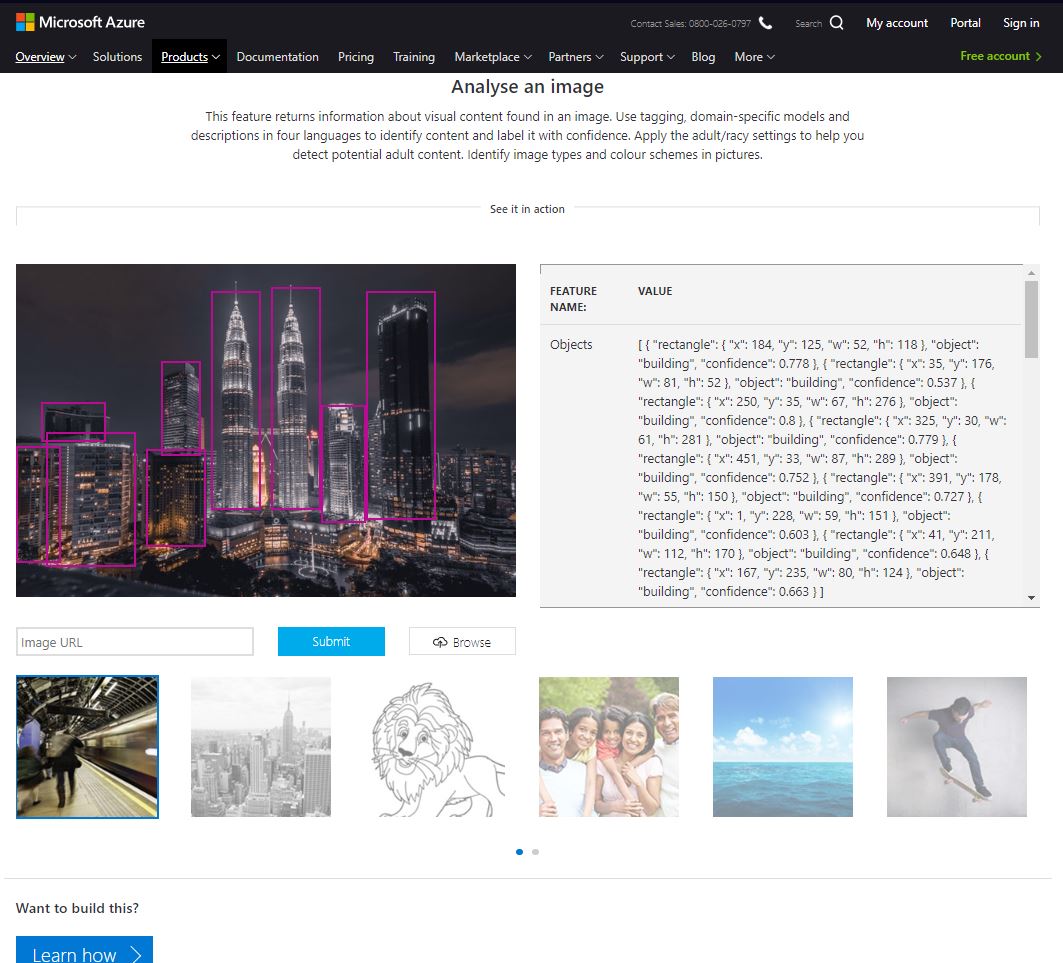 Microsoft Azure
Contact Sales: 0800-026-0797
Search
My account
Portal
Sign in
Overview
Solutions
Products
Documentation
Pricing
Training
Marketplace
Partners
Support
Blog
More
Free account
Analyse an image
This feature returns information about visual content found in an image. Use tagging, domain-specific models and
descriptions in four languages to identify content and label it with confidence. Apply the adult/racy settings to help you
detect potential adult content. Identify image types and colour schemes in pictures.
See it in action
FEATURE
NAME:
VALUE
Objects
[ { "rectangle": { "x": 184, "y": 125, "w": 52, "h": 118 }, "object":
"building", "confidence": 0.778 }, { "rectangle": { "x": 35, "y": 176,
"w": 81, "h": 52 }, "object": "building", "confidence": 0.537 }, {
"rectangle": { "x": 250, "y": 35, "w": 67, "h": 276 }, "object":
"building", "confidence": 0.8 }, { "rectangle": { "x": 325, "y": 30, "w":
61, "h": 281 }, "object": "building", "confidence": 0.779 }, {
"rectangle": { "x": 451, "y": 33, "w": 87, "h": 289 }, "object":
"building", "confidence": 0.752 }, { "rectangle": { "x": 391, "y": 178,
"w": 55, "h": 150 }, "object": "building", "confidence": 0.727 }, {
"rectangle": { "x": 1, "y": 228, "w": 59, "h": 151 }, "object":
"building", "confidence": 0.603 }, { "rectangle": { "x": 41, "y": 211,
"w": 112, "h": 170 }, "object": "building", "confidence": 0.648 }, {
"rectangle": { "x": 167, "y": 235, "w": 80, "h": 124 }, "object":
"building", "confidence": 0.663 } ]
Image URL
Submit
Browse
Want to build this?
Learn how